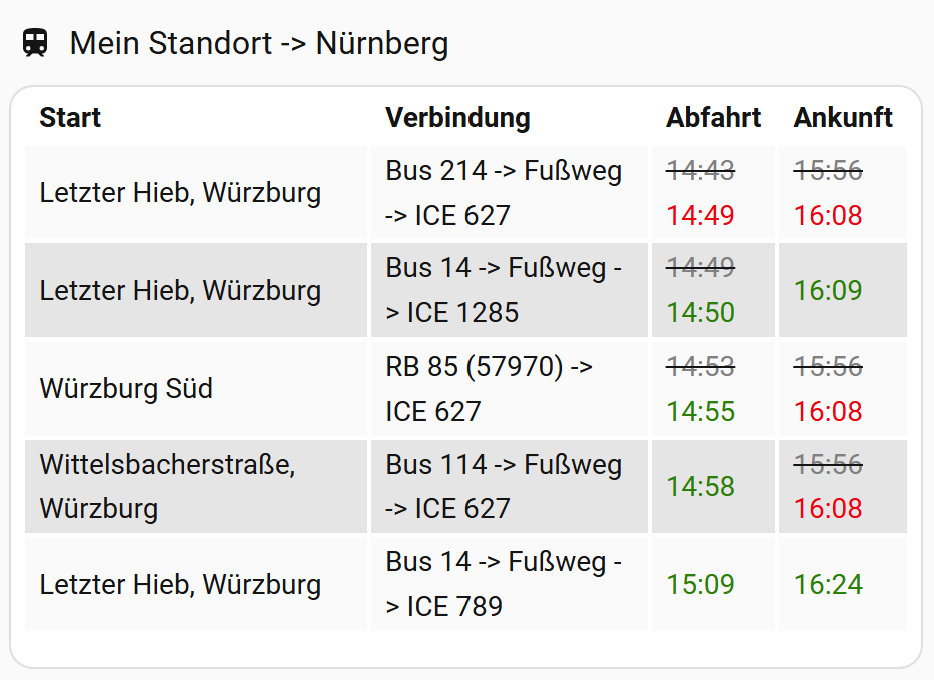 Mein Standort -> Nürnberg
Start Verbindung Abfahrt Ankunft
Letzter Hieb, Würzburg
Bus 214 -> Fußweg
-> ICE 627
14:43
14:49
15:56
16:08
Letzter Hieb, Würzburg
Bus 14 -> Fußweg -
> ICE 1285
14:49
14:50
16:09
Würzburg Süd
RB 85 (57970) ->
ICE 627
14:53
14:55
15:56
16:08
Wittelsbacherstraße,
Würzburg
Bus 114 -> Fußweg
-> ICE 627
14:58
15:56
16:08
Letzter Hieb, Würzburg
Bus 14 -> Fußweg -
> ICE 789
15:09
16:24